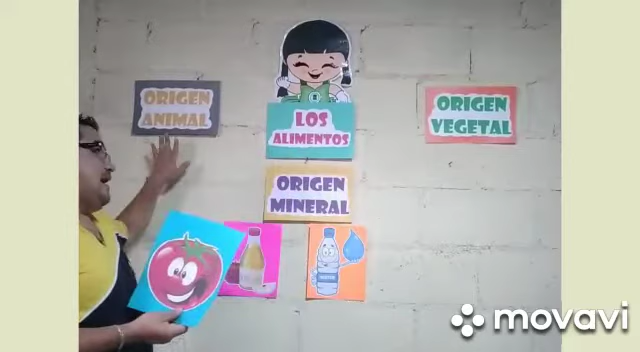 ORIGEN
ANIMAL
LOS
ALIMENTOS
ORIGEN
VEGETAL
ORIGEN
MINERAL
movavi